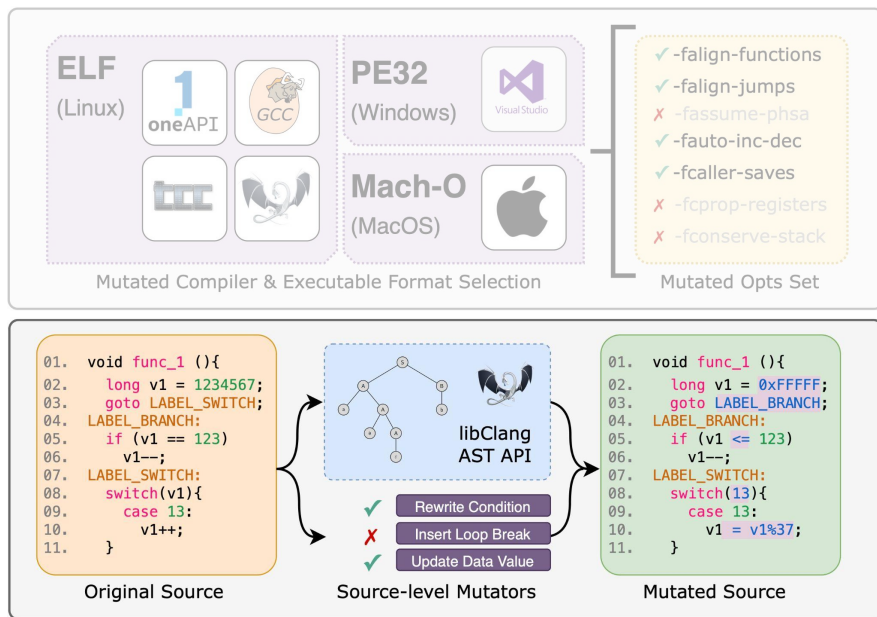 ELF
(Linux)
1
oneAPI
GCC
tcc
PE32
(Windows)
Visual Studio
Mach-O
(MacOS)
Mutated Compiler & Executable Format Selection
✓ -falign-functions
✓ -falign-jumps
✗ -fassume-phsa
✓ -fauto-inc-dec
✓ -fcaller-saves
✗ -fcprop-registers
✗ -fconserve-stack
Mutated Opts Set
01. void func_1 (){
02. long v1 = 1234567;
03. goto LABEL_SWITCH;
04. LABEL_BRANCH:
05. if (v1 == 123)
06. v1--;
07. LABEL_SWITCH:
08. switch(v1){
09. case 13:
10. v1++;
11. }
Original Source
S
A
B
a
A
b
a
A
libClang
AST API
✓ Rewrite Condition
✗ Insert Loop Break
✓ Update Data Value
Source-level Mutators
01. void func_1 (){
02. long v1 = 0xFFFFF;
03. goto LABEL_BRANCH;
04. LABEL_BRANCH:
05. if (v1 <= 123)
06. v1--;
07. LABEL_SWITCH:
08. switch(13){
09. case 13:
10. v1 = v1%37;
11. }
Mutated Source